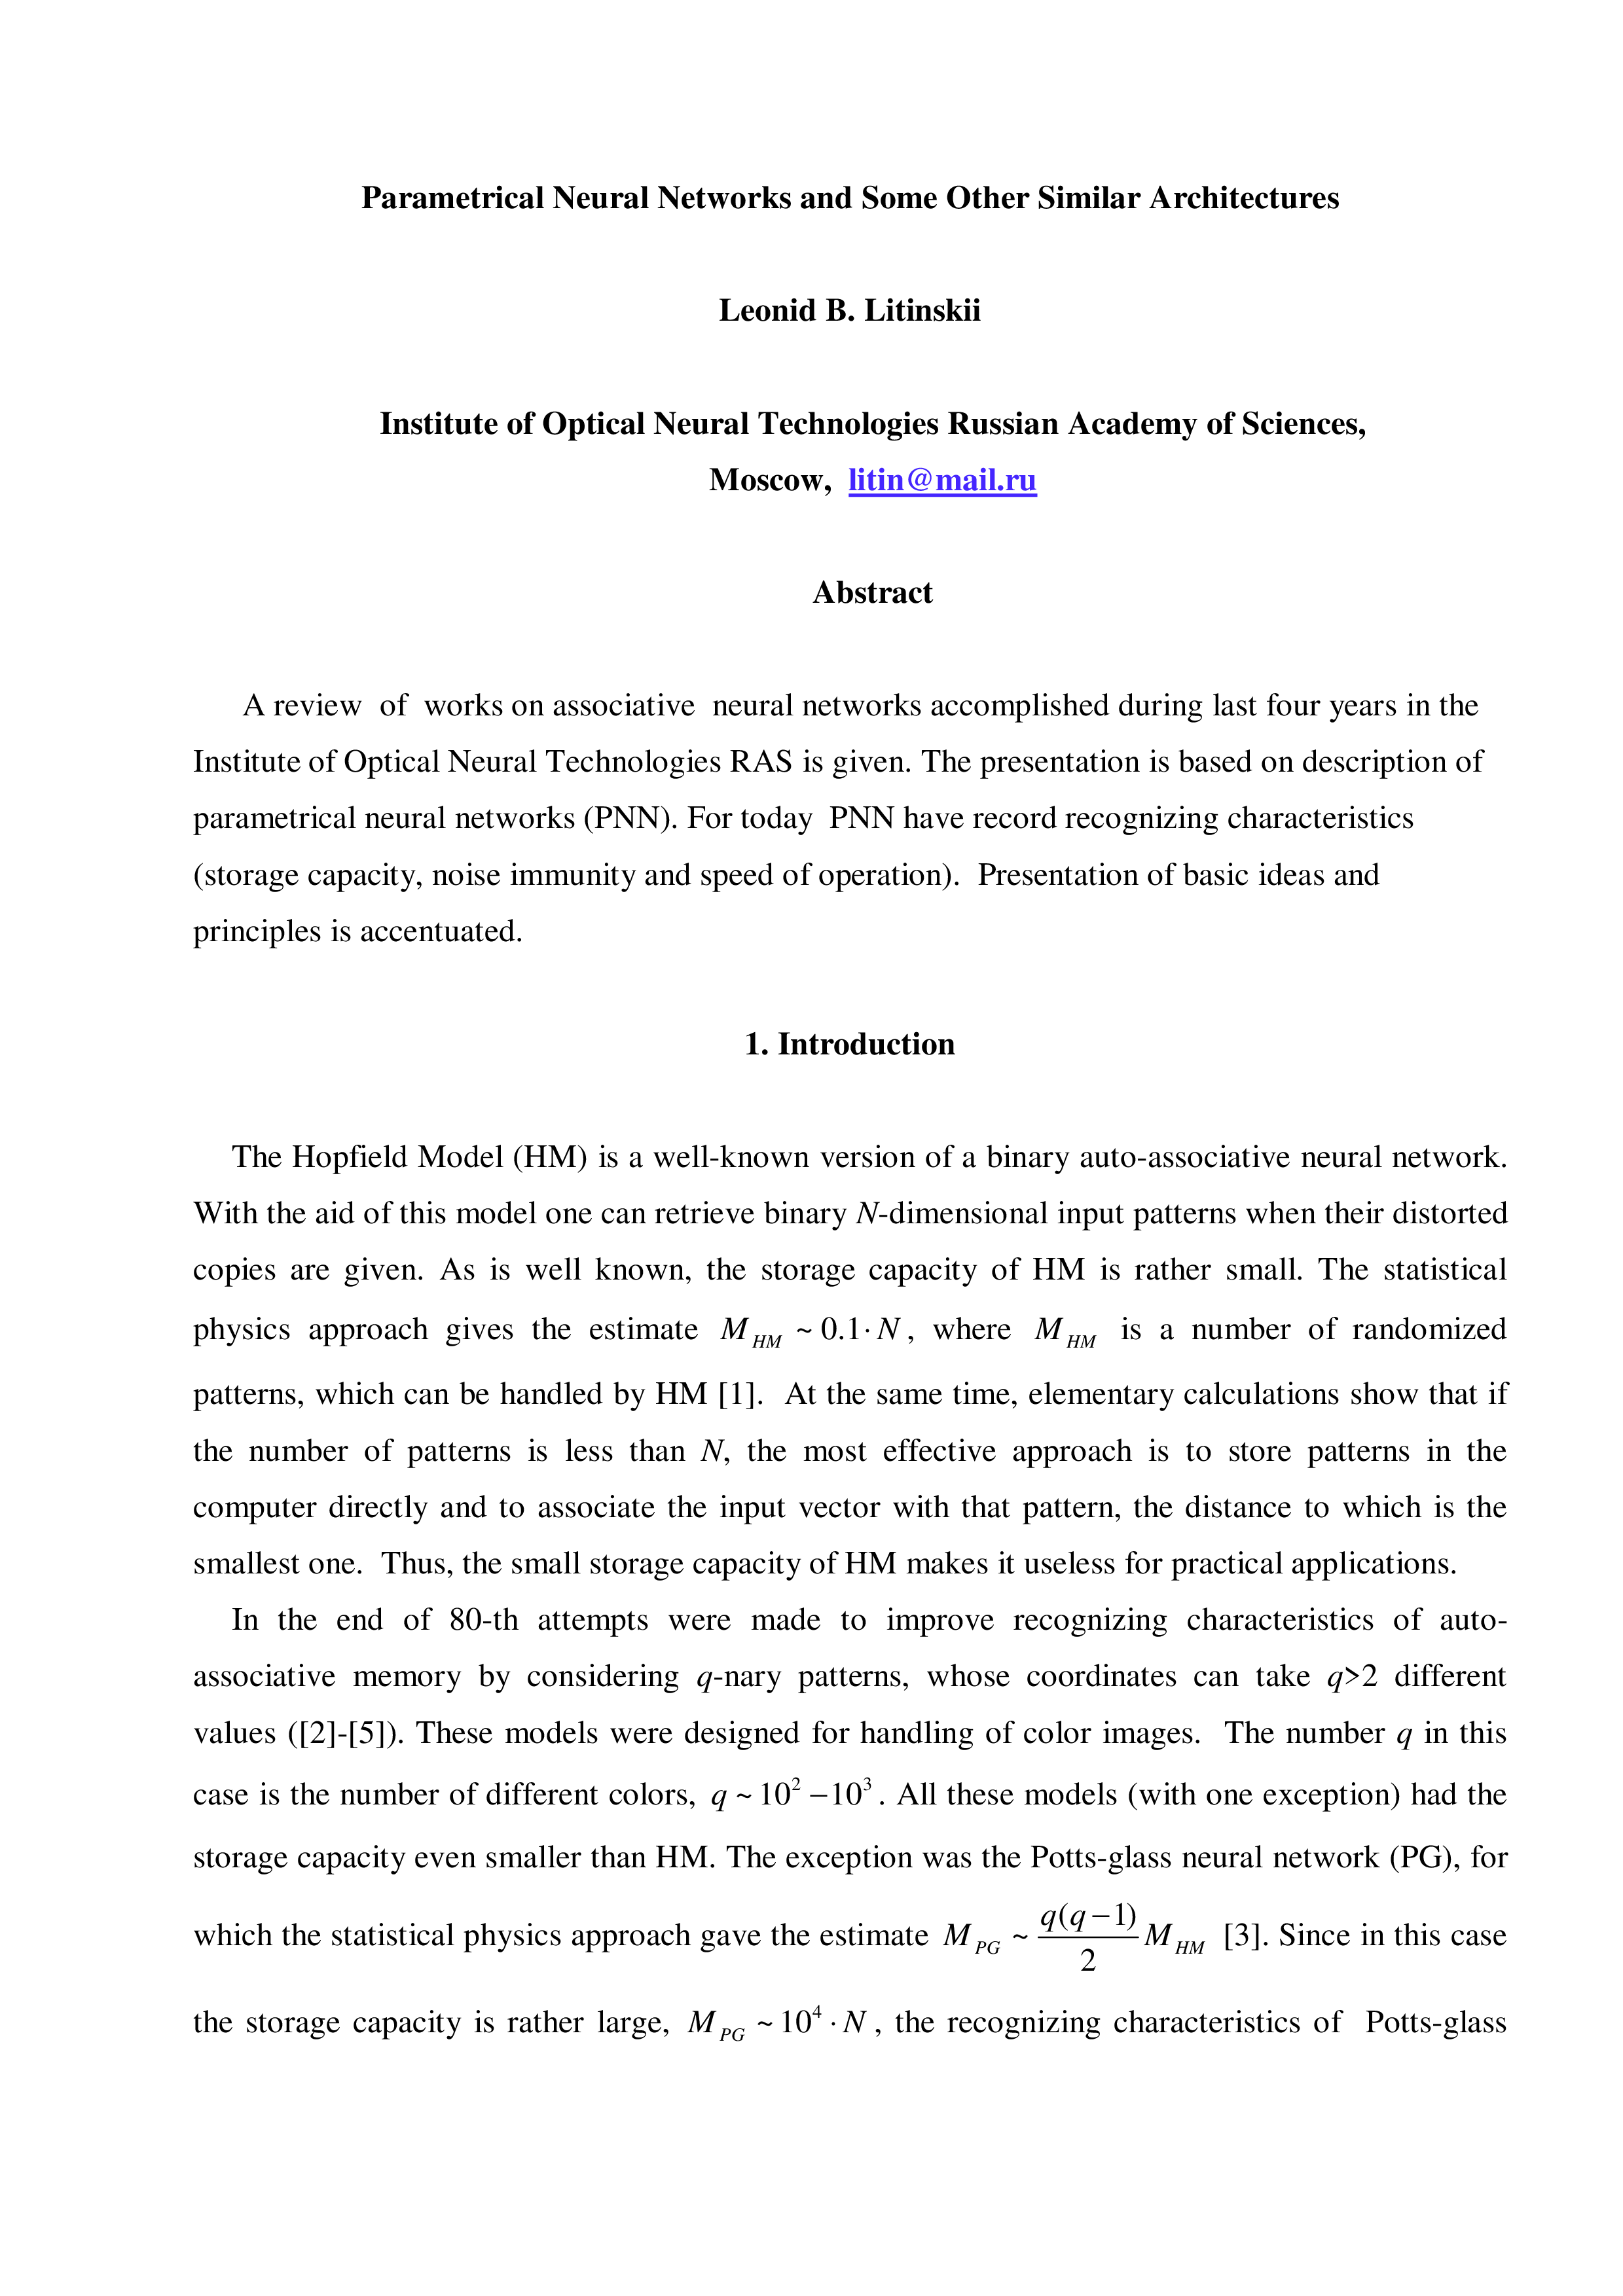 Parametrical Neural Networks and Some Other Similar Architectures
Leonid B. Litinskii
Institute of Optical Neural Technologies Russian Academy of Sciences,
Moscow, litin@mail.ru
Abstract
A review of works on associative neural networks accomplished during last four years in the
Institute of Optical Neural Technologies RAS is given. The presentation is based on description of
parametrical neural networks (PNN). For today PNN have record recognizing characteristics
(storage capacity, noise immunity and speed of operation). Presentation of basic ideas and
principles is accentuated.
1. Introduction
The Hopfield Model (HM) is a well-known version of a binary auto-associative neural network.
With the aid of this model one can retrieve binary N-dimensional input patterns when their distorted
copies are given. As is well known, the storage capacity of HM is rather small. The statistical
physics approach gives the estimate $M_{HM} \sim 0.1 \cdot N$, where $M_{HM}$ is a number of randomized
patterns, which can be handled by HM [1]. At the same time, elementary calculations show that if
the number of patterns is less than N, the most effective approach is to store patterns in the
computer directly and to associate the input vector with that pattern, the distance to which is the
smallest one. Thus, the small storage capacity of HM makes it useless for practical applications.
In the end of 80-th attempts were made to improve recognizing characteristics of auto-
associative memory by considering q-nary patterns, whose coordinates can take q>2 different
values ([2]-[5]). These models were designed for handling of color images. The number q in this
case is the number of different colors, $q \sim 10^2 - 10^3$. All these models (with one exception) had the
storage capacity even smaller than HM. The exception was the Potts-glass neural network (PG), for
which the statistical physics approach gave the estimate $M_{PG} \sim \frac{q(q-1)}{2} M_{HM}$ [3]. Since in this case
the storage capacity is rather large, $M_{PG} \sim 10^4 \cdot N$, the recognizing characteristics of Potts-glass